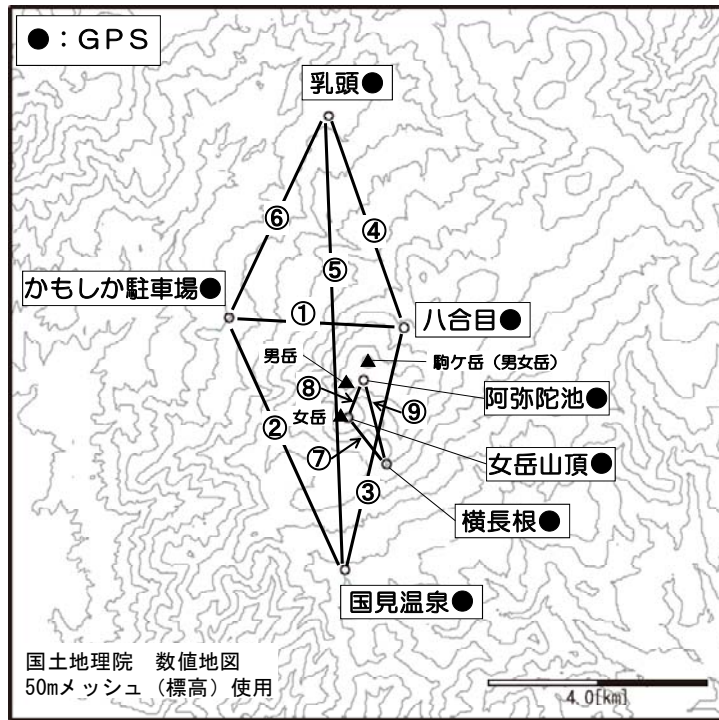 ●：ＧＰＳ
乳頭●
⑥
④
⑤
かもしか駐車場●
①
八合目●
男岳
駒ケ岳（男女岳）
⑧
阿弥陀池●
女岳
⑨
②
⑦
女岳山頂●
③
横長根●
国見温泉●
国土地理院　数値地図
50mメッシュ（標高）使用
4.0[km]